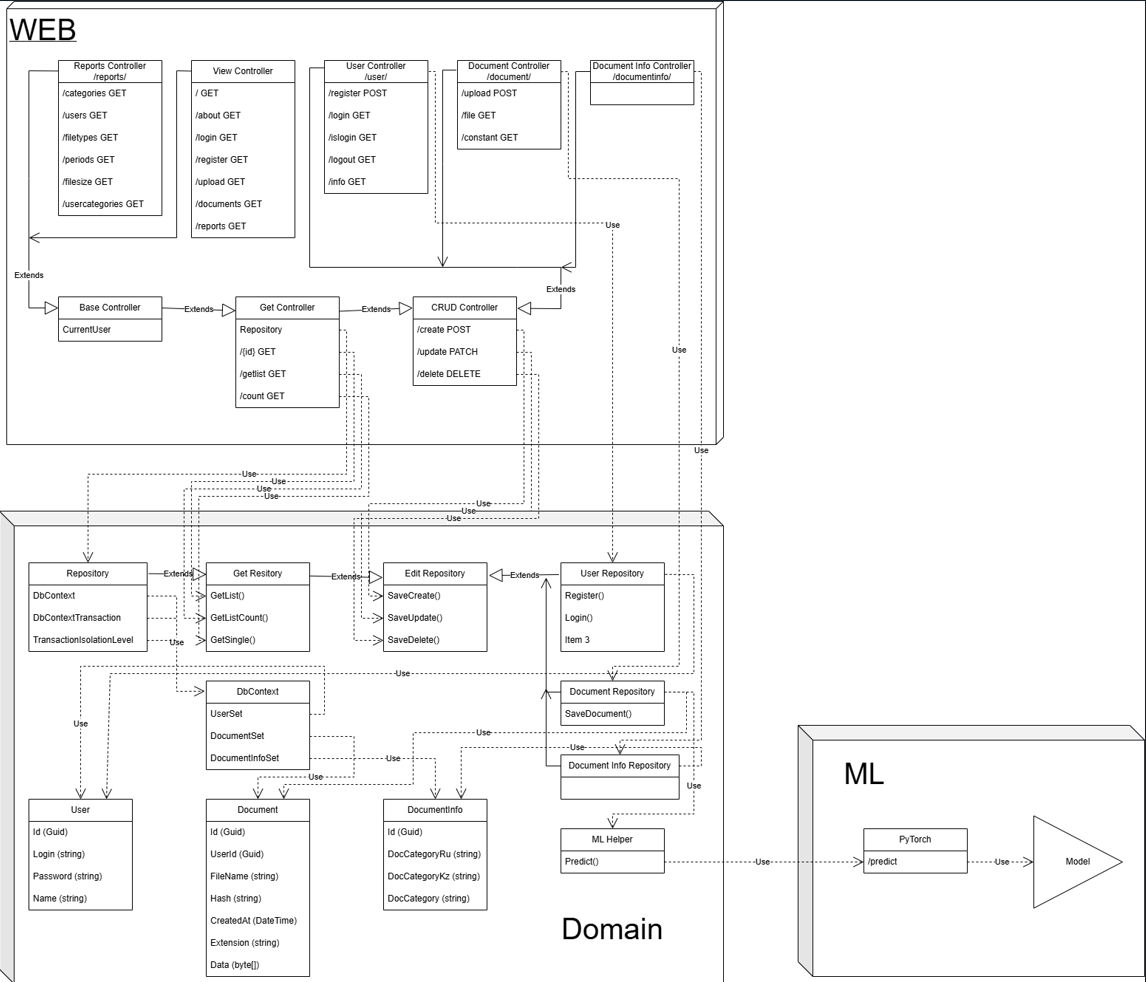 WEB
Reports Controller
/reports/
/categories GET
/users GET
/filetypes GET
/periods GET
/filesize GET
/usercategories GET
View Controller
/ GET
/about GET
/login GET
/register GET
/upload GET
/documents GET
/reports GET
User Controller
/user/
/register POST
/login GET
/islogin GET
/logout GET
/info GET
Document Controller
/document/
/upload POST
/file GET
/constant GET
Document Info Controller
/documentinfo/
Use
Extends
Extends
Base Controller
CurrentUser
Extends
Get Controller
Repository
/{id} GET
/getlist GET
/count GET
Extends
CRUD Controller
/create POST
/update PATCH
/delete DELETE
Use
Use
Use
Use
Use
Use
Use
Use
Use
Repository
DbContext
DbContextTransaction
TransactionIsolationLevel
Extends
Get Resitory
GetList()
GetListCount()
GetSingle()
Extends
Edit Repository
SaveCreate()
SaveUpdate()
SaveDelete()
Extends
User Repository
Register()
Login()
Item 3
Use
Use
DbContext
UserSet
DocumentSet
DocumentInfoSet
Document Repository
SaveDocument()
Use
Use
Use
Use
Use
Document Info Repository
Use
User
Id (Guid)
Login (string)
Password (string)
Name (string)
Document
Id (Guid)
UserId (Guid)
FileName (string)
Hash (string)
CreatedAt (DateTime)
Extension (string)
Data (byte[])
DocumentInfo
Id (Guid)
DocCategoryRu (string)
DocCategoryKz (string)
DocCategory (string)
ML Helper
Predict()
Use
Domain
ML
PyTorch
/predict
Use
Model